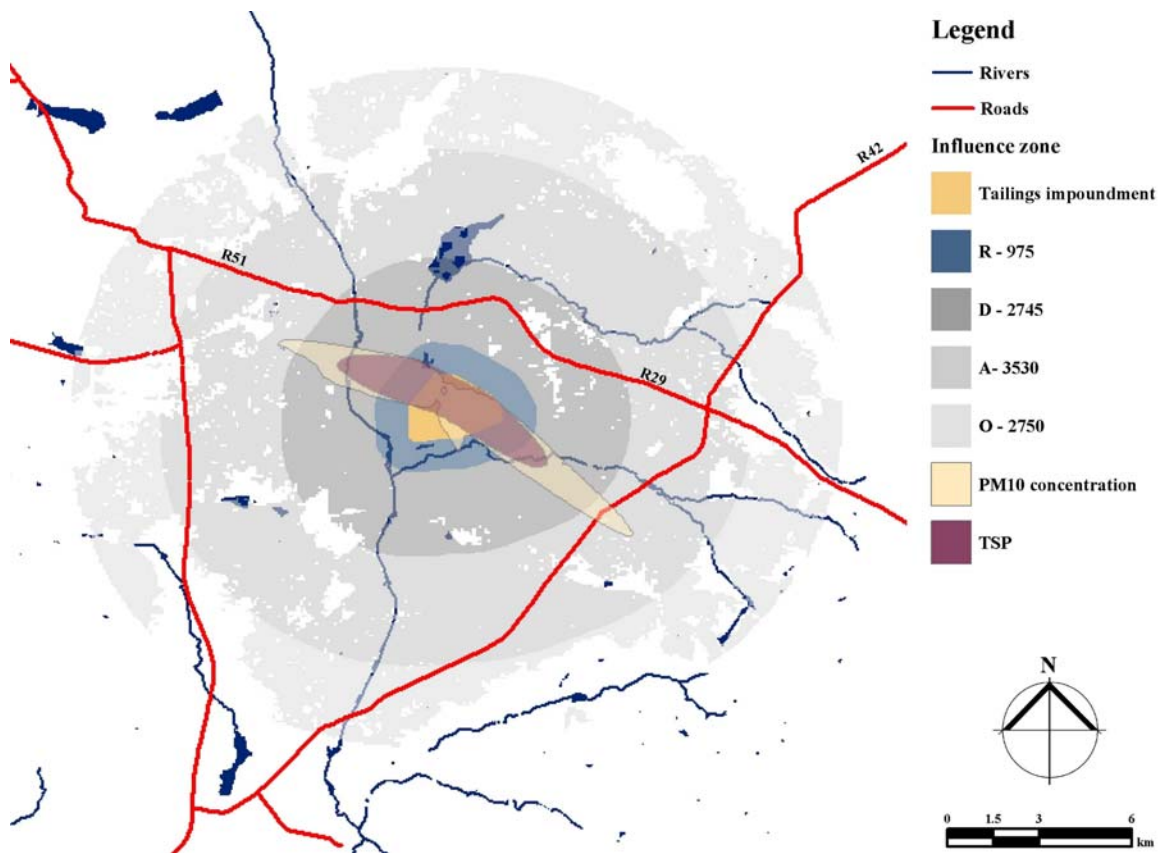 Legend
Rivers
Roads
Influence zone
Tailings impoundment
R - 975
D - 2745
A- 3530
O - 2750
PM10 concentration
TSP
R42
R51
R29
N
0 1.5 3 6
km